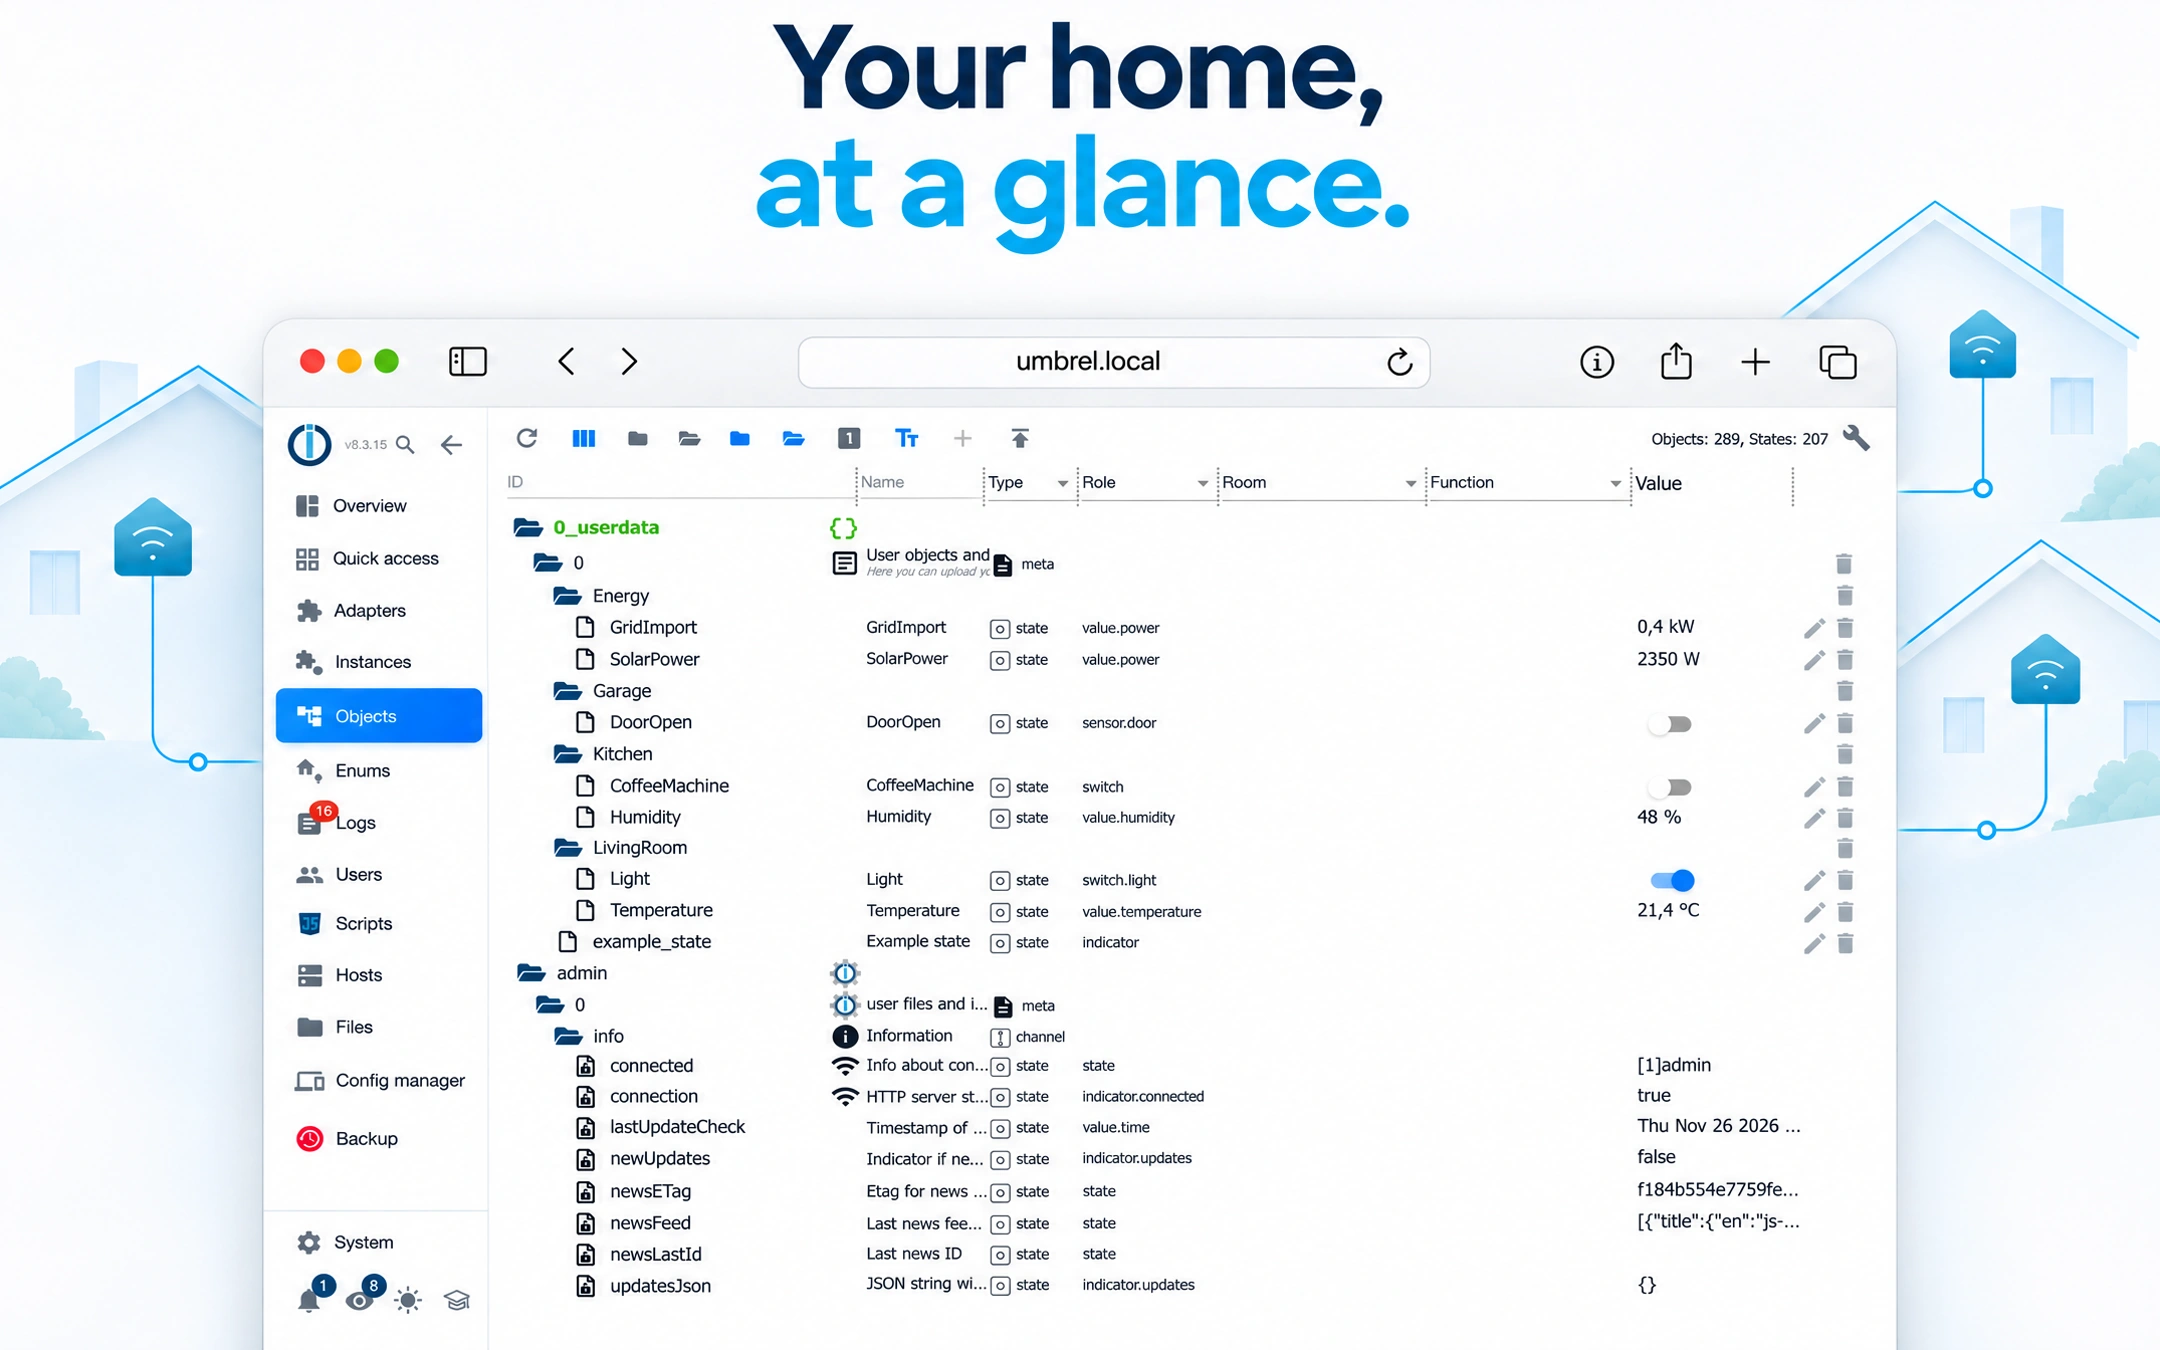 Your home,
at a glance.
umbrel.local
v8.3.15
Overview
Quick access
Adapters
Instances
Objects
Enums
16
Logs
Users
Scripts
Hosts
Files
Config manager
Backup
System
1 8
1 Objects: 289, States: 207
ID Name Type Role Room Function Value
0_userdata
0 User objects and meta
Here you can upload yo
Energy
GridImport GridImport state value.power 0,4 kW
SolarPower SolarPower state value.power 2350 W
Garage
DoorOpen DoorOpen state sensor.door
Kitchen
CoffeeMachine CoffeeMachine state switch
Humidity Humidity state value.humidity 48 %
LivingRoom
Light Light state switch.light
Temperature Temperature state value.temperature 21,4 °C
example_state Example state state indicator
admin
0 user files and i... meta
info Information channel
connected Info about con... state state [1]admin
connection HTTP server st... state indicator.connected true
lastUpdateCheck Timestamp of ... state value.time Thu Nov 26 2026 ...
newUpdates Indicator if ne... state indicator.updates false
newsETag Etag for news ... state state f184b554e7759fe...
newsFeed Last news fee... state state [{"title":{"en":"js-...
newsLastId Last news ID state state
updatesJson JSON string wi... state indicator.updates {}